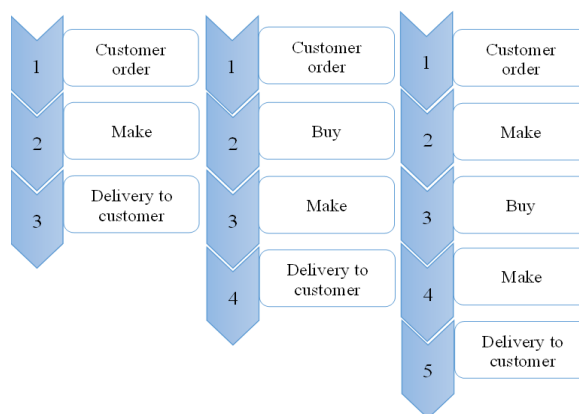 1
Customer
order
2
Make
3
Delivery to
customer
1
Customer
order
2
Buy
3
Make
4
Delivery to
customer
1
Customer
order
2
Make
3
Buy
4
Make
5
Delivery to
customer